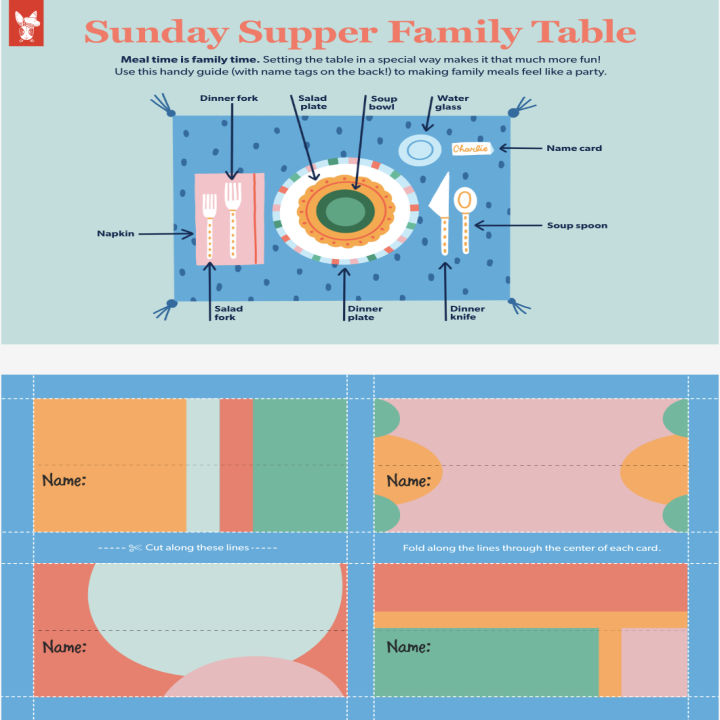 Sunday Supper Family Table
Meal time is family time. Setting the table in a special way makes it that much more fun!
Use this handy guide (with name tags on the back!) to making family meals feel like a party.
Dinner fork
Salad
plate
Soup
bowl
Water
glass
Charlie
Name card
Napkin
Soup spoon
Salad
fork
Dinner
plate
Dinner
knife
Name:
Name:
Cut along these lines
Fold along the lines through the center of each card.
Name:
Name: